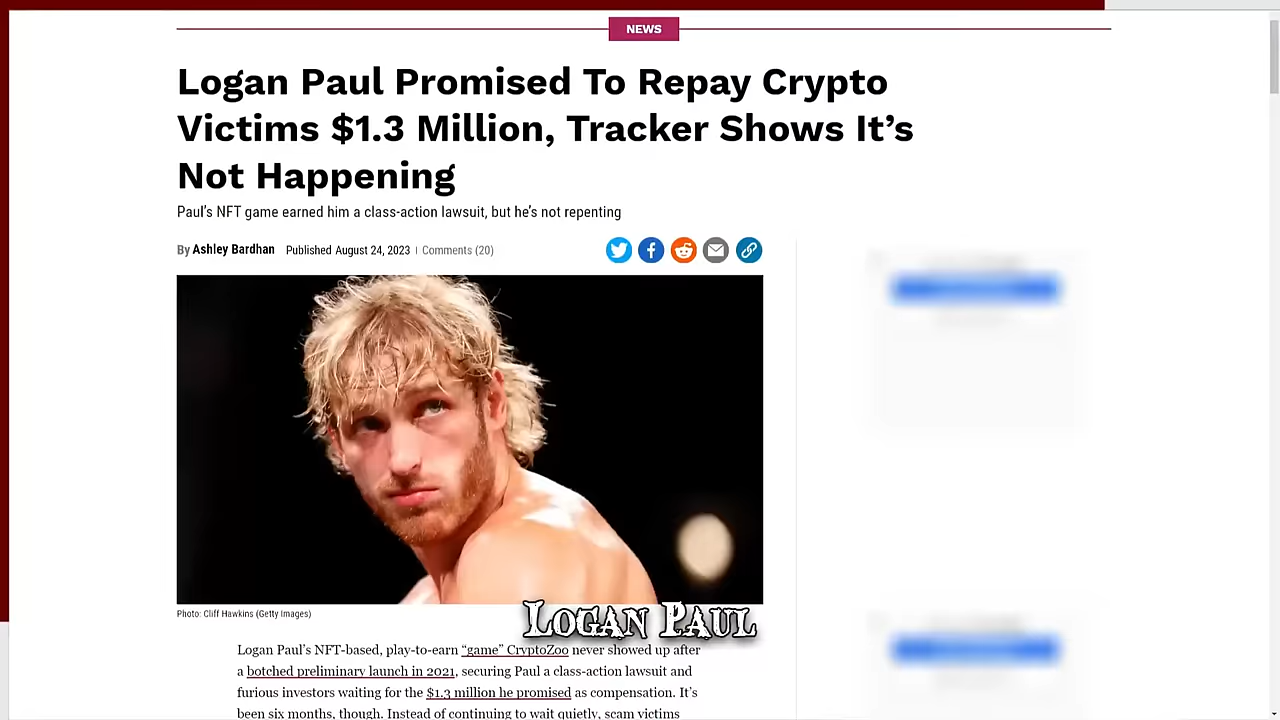 NEWS
Logan Paul Promised To Repay Crypto
Victims $1.3 Million, Tracker Shows It’s
Not Happening
Paul’s NFT game earned him a class-action lawsuit, but he’s not repenting
By Ashley Bardhan Published August 24, 2023 | Comments (20)
Photo: Cliff Hawkins (Getty Images)
LOGAN PAUL
Logan Paul’s NFT-based, play-to-earn “game” CryptoZoo never showed up after
a botched preliminary launch in 2021, securing Paul a class-action lawsuit and
furious investors waiting for the $1.3 million he promised as compensation. It’s
been six months, though. Instead of continuing to wait quietly, scam victims